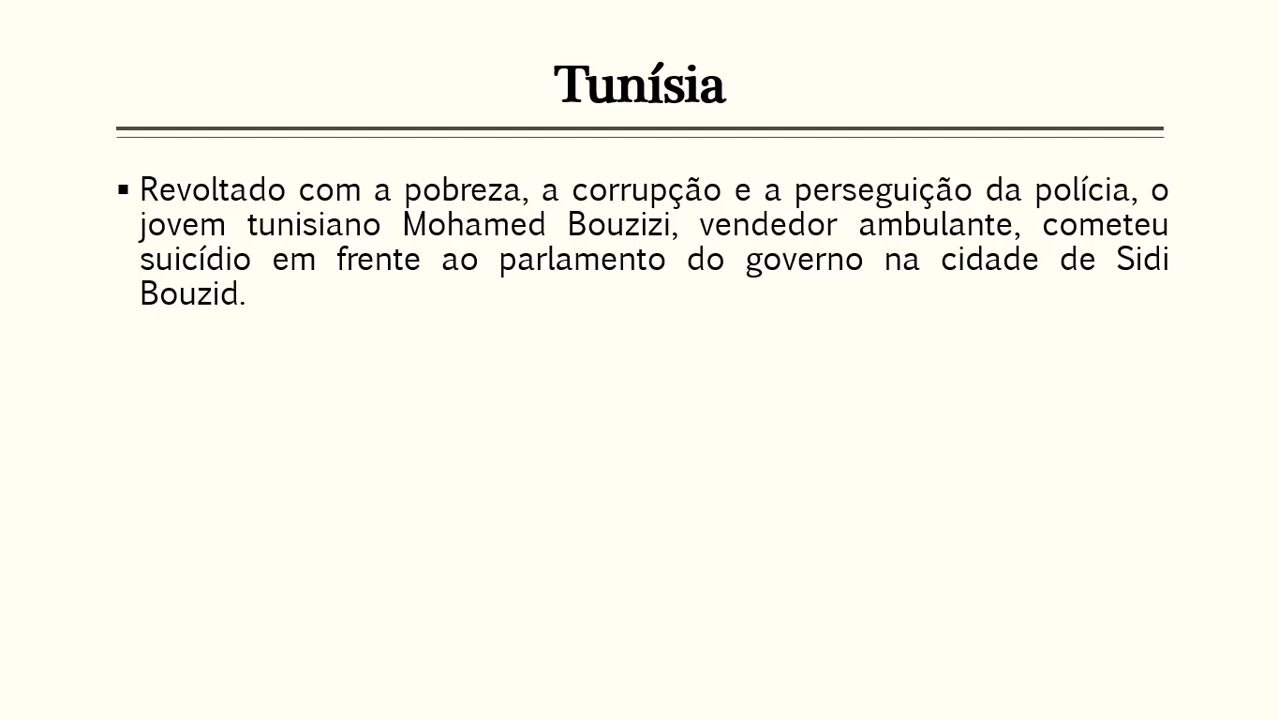 Tunísia
▪ Revoltado com a pobreza, a corrupção e a perseguição da polícia, o
jovem tunisiano Mohamed Bouzizi, vendedor ambulante, cometeu
suicídio em frente ao parlamento do governo na cidade de Sidi
Bouzid.